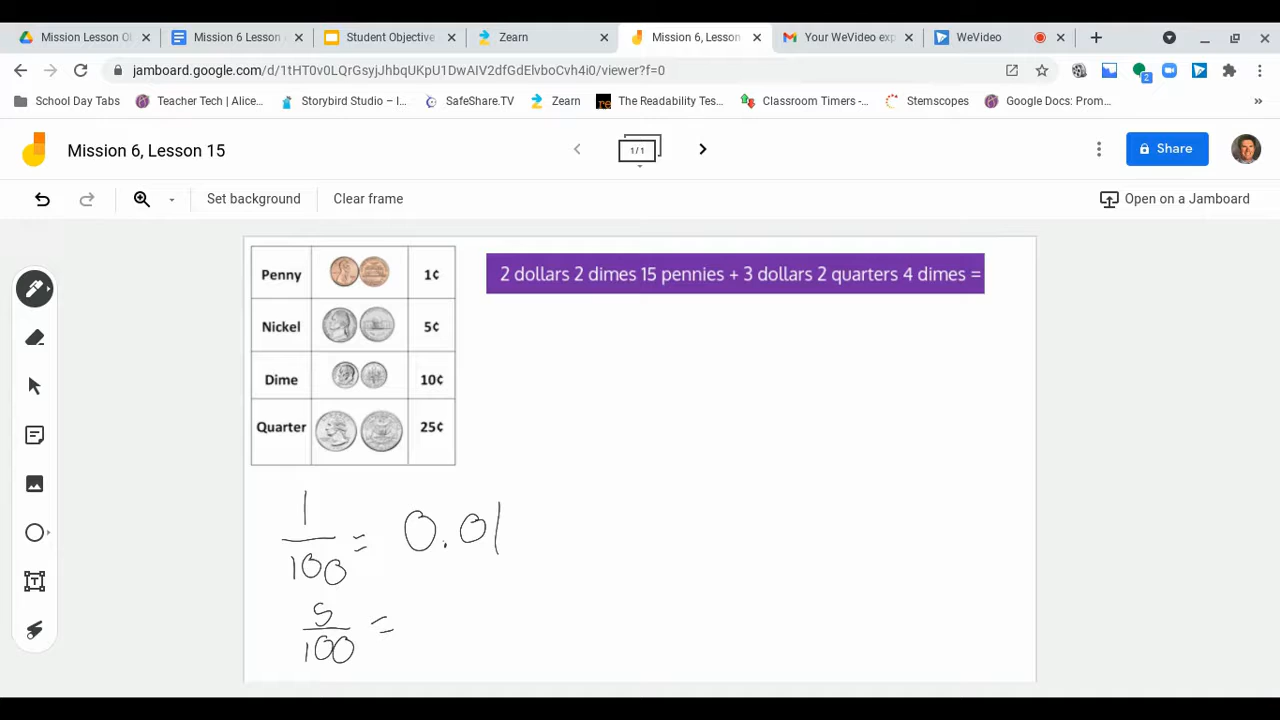 Mission Lesson Ob
Mission 6 Lesson
Student Objective
Zearn
Mission 6, Lesson
Your WeVideo exp
WeVideo
jamboard.google.com/d/1tHT0v0LQrGsyjJhbqUKpU1DwAIV2dfGdElvboCvh4i0/viewer?f=0
2
School Day Tabs
Teacher Tech | Alice...
Storybird Studio – I...
SafeShare.TV
Zearn
The Readability Tes...
Classroom Timers -...
Stemscopes
Google Docs: Prom...
»
Mission 6, Lesson 15
1/1
Share
Set background
Clear frame
Open on a Jamboard
Penny 1¢
Nickel 5¢
Dime 10¢
Quarter 25¢
2 dollars 2 dimes 15 pennies + 3 dollars 2 quarters 4 dimes =
1/100 = 0.01
5/100 =